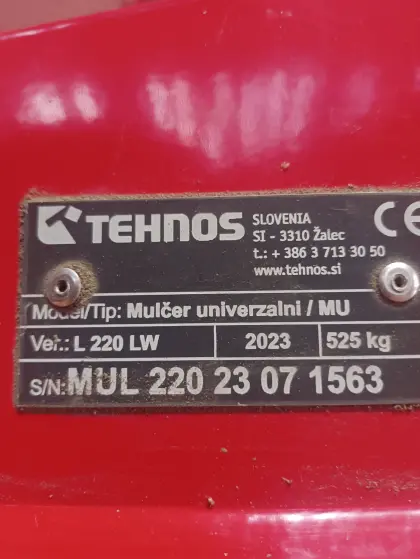 TEHNOS
SLOVENIA
SI - 3310 Žalec
t.: + 386 3 713 30 50
www.tehnos.si
CE
Model/Tip: Mulčer univerzalni / MU
Ver.: L 220 LW 2023 525 kg
S/N: MUL 220 23 07 1563